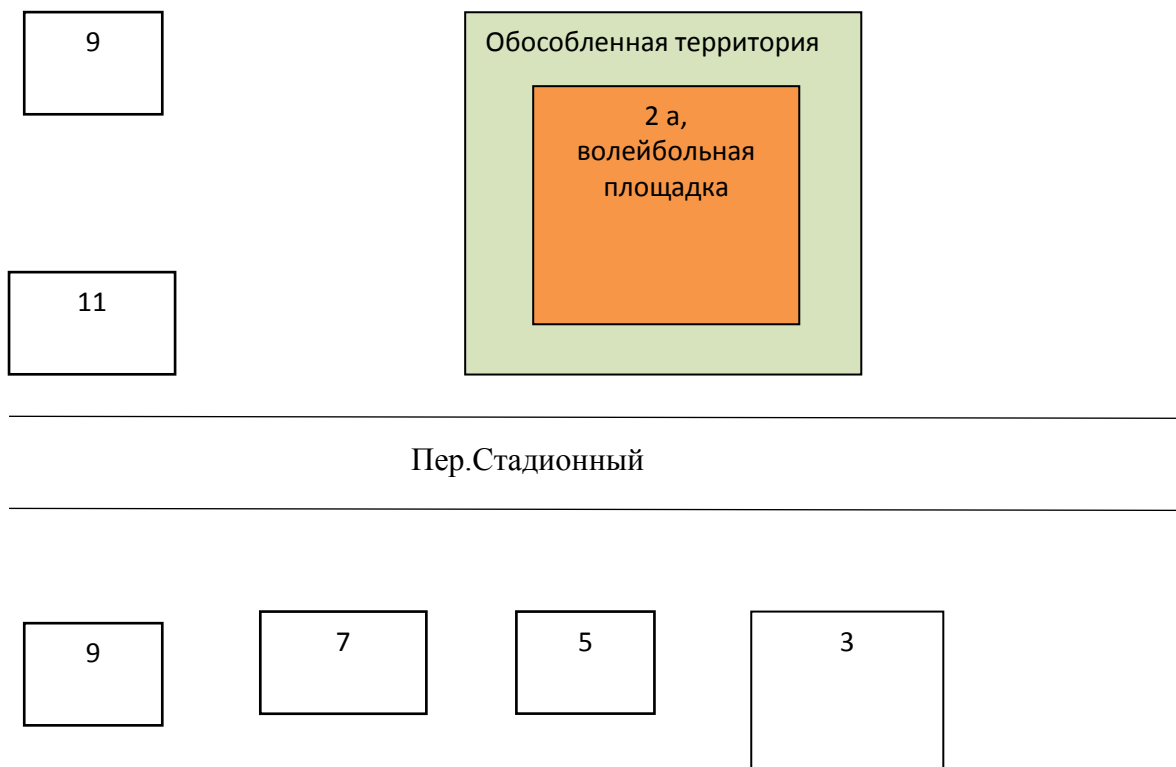 9
Обособленная территория
2 а,
волейбольная
площадка
11
Пер.Стадионный
9
7
5
3